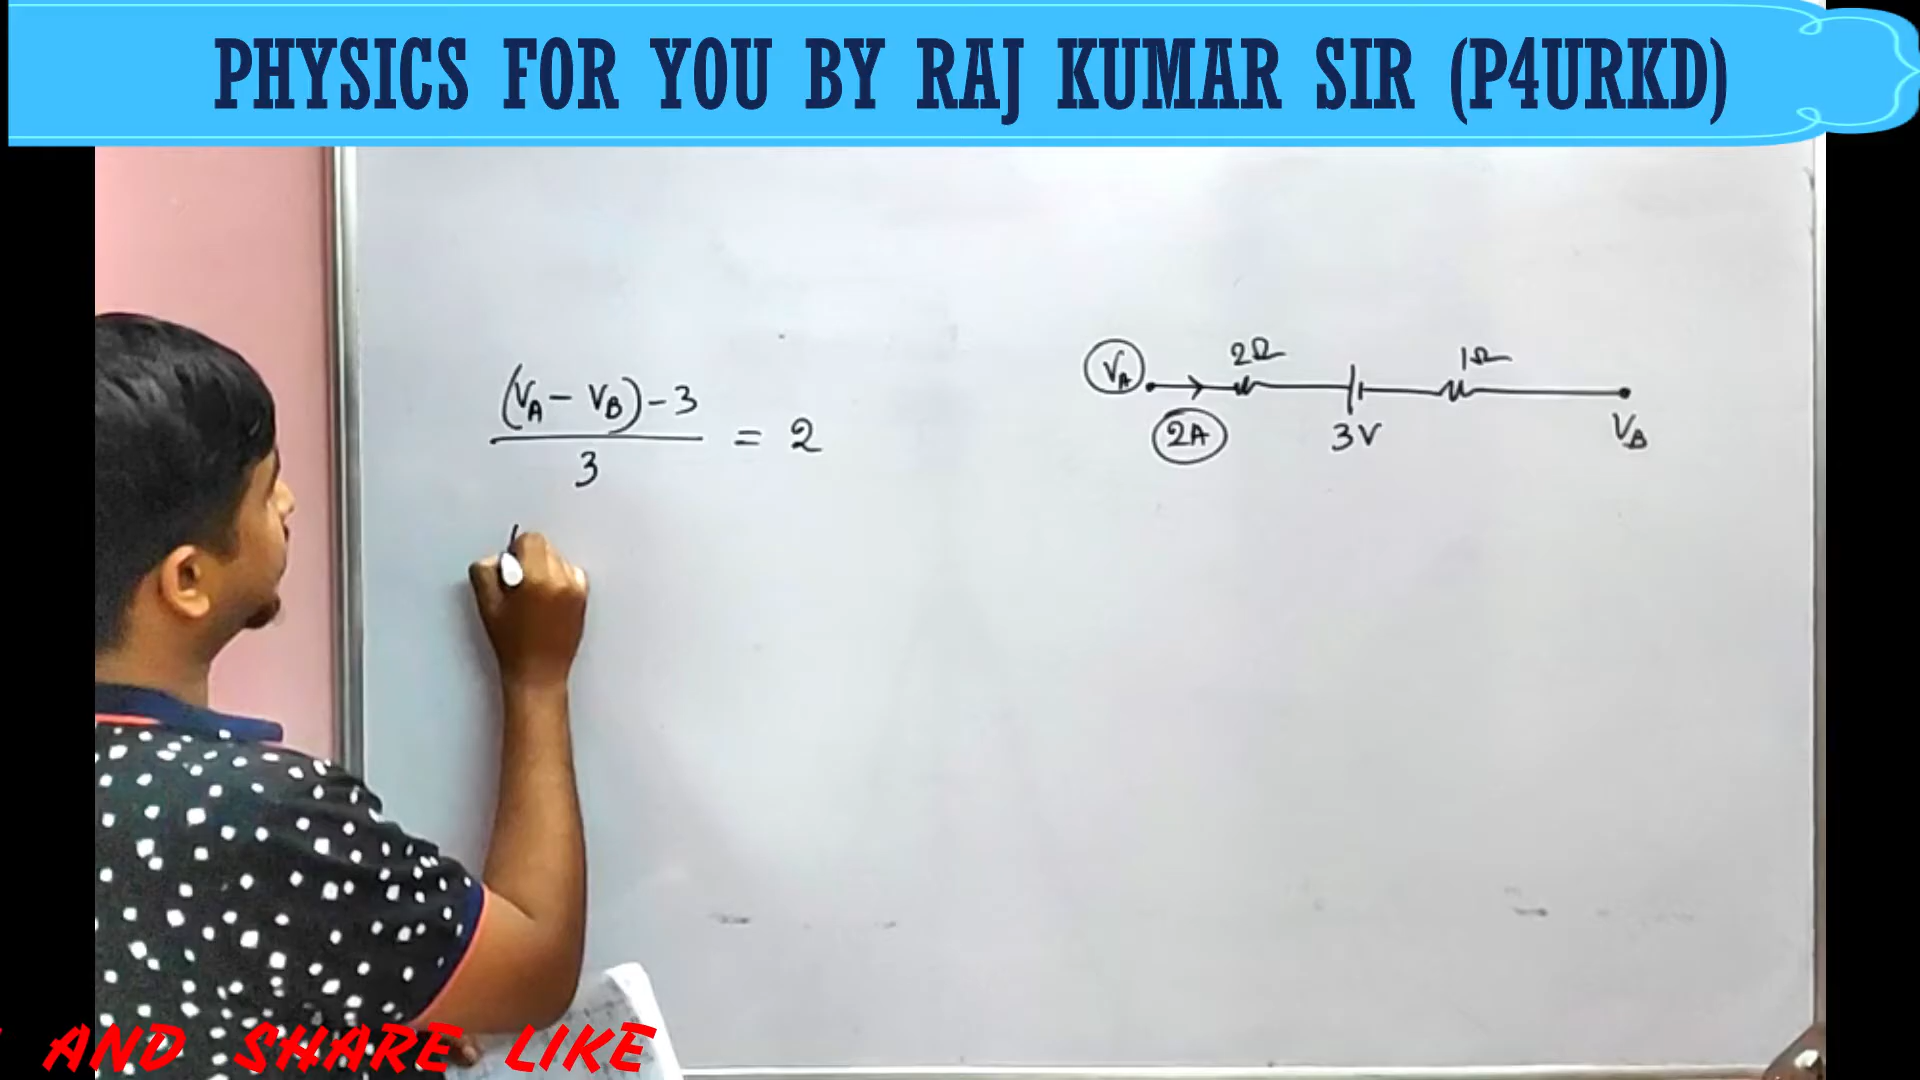 PHYSICS FOR YOU BY RAJ KUMAR SIR (P4URKD)
(VA - VB) - 3
3
= 2
VA
2Ω
1Ω
2A
3V
VB
AND SHARE LIKE